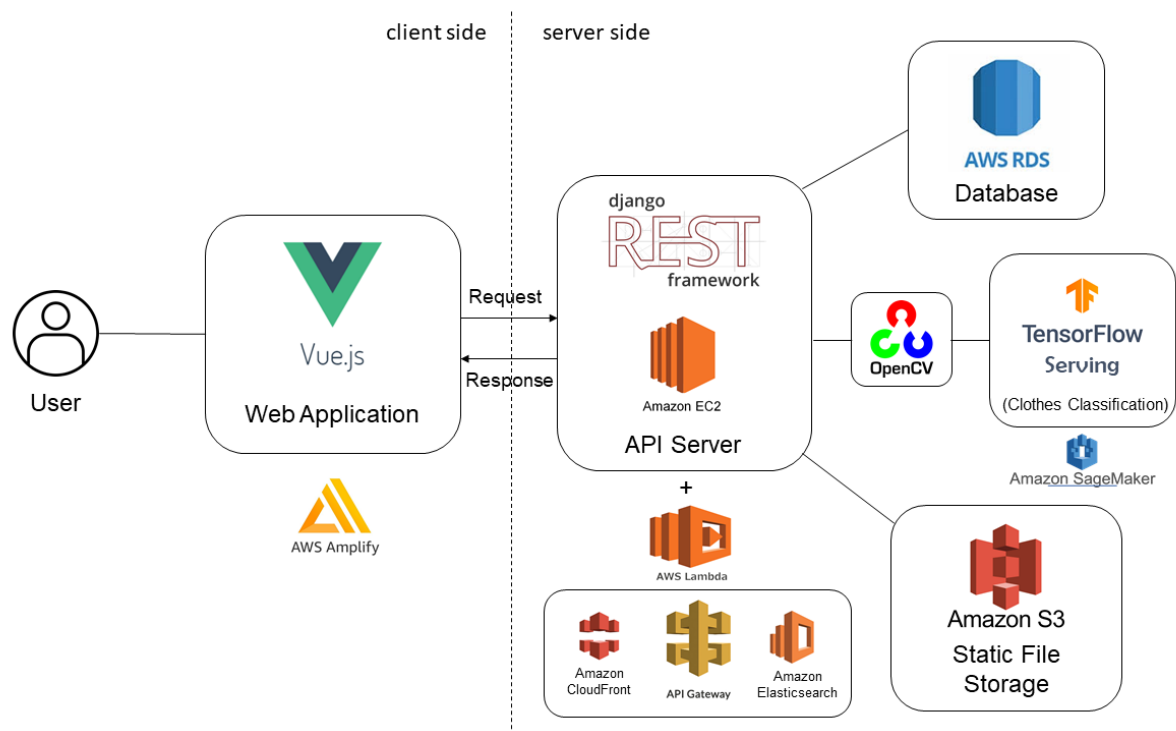 client side
server side
AWS RDS
Database
django
REST
framework
Amazon EC2
API Server
Request
Response
Vue.js
Web Application
User
AWS Amplify
OpenCV
TensorFlow
Serving
(Clothes Classification)
Amazon SageMaker
+
AWS Lambda
Amazon
CloudFront
API Gateway
Amazon
Elasticsearch
Amazon S3
Static File
Storage